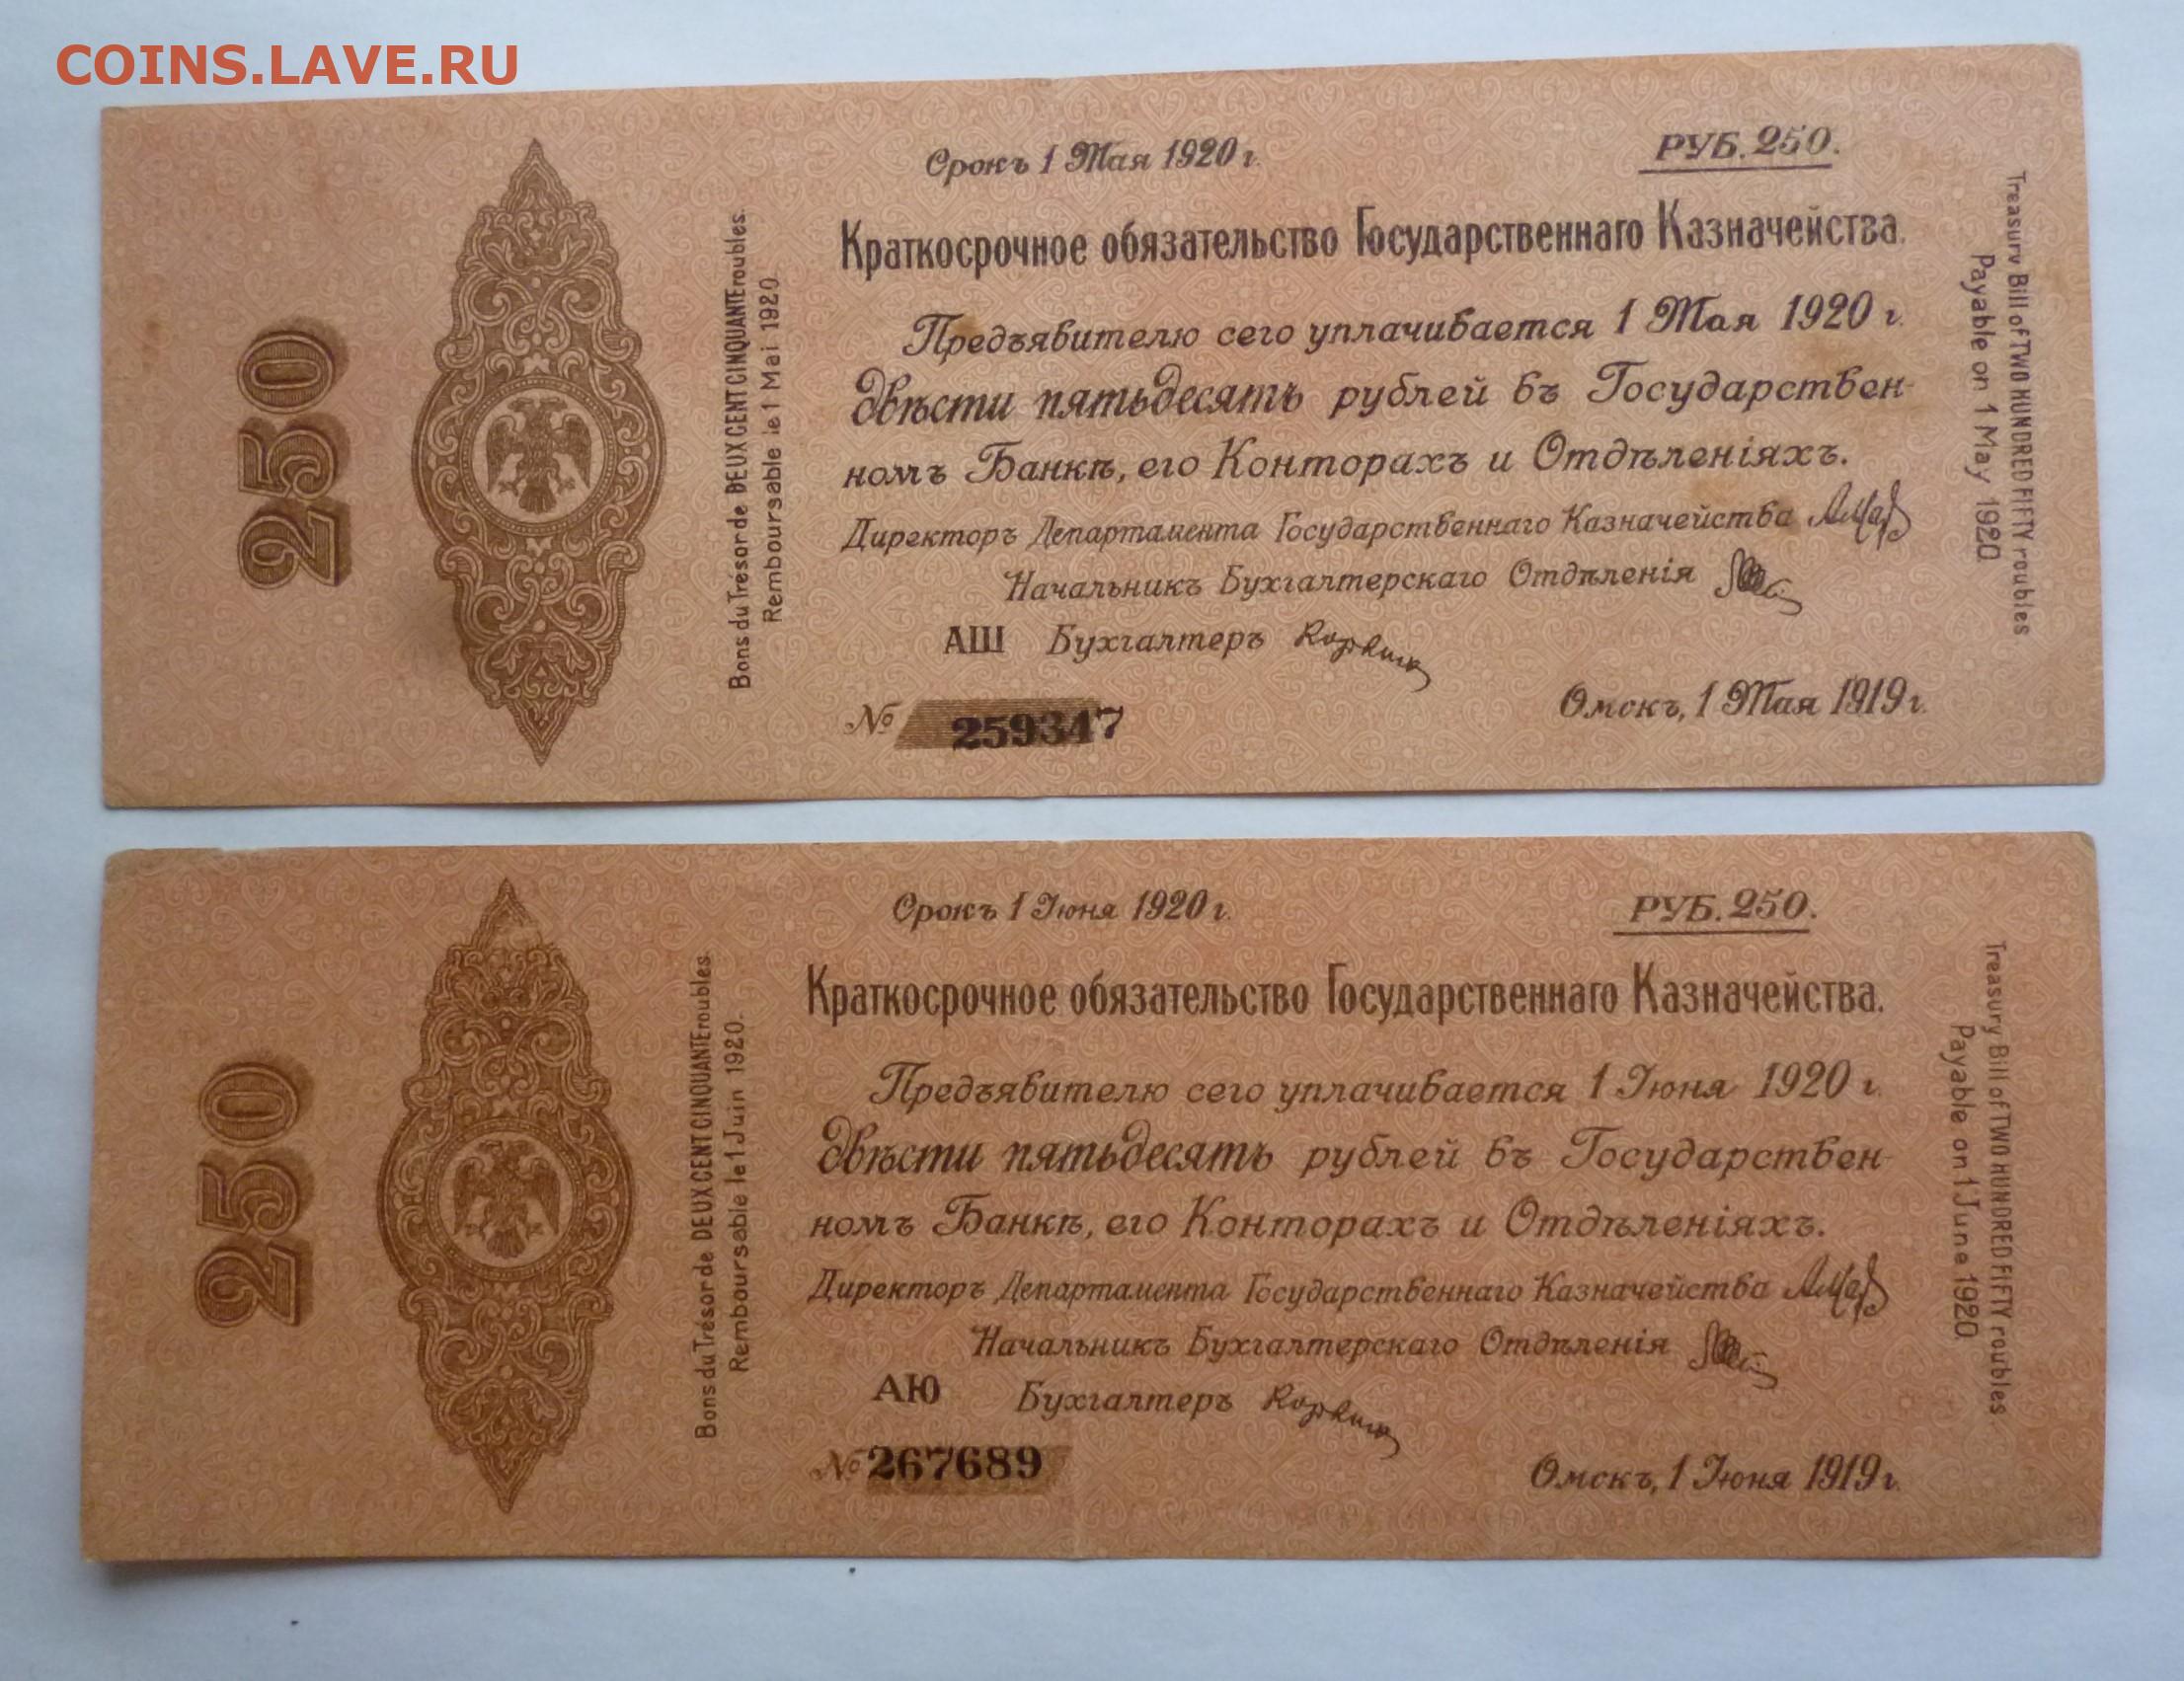 COINS.LAVE.RU
250
Bons du Trésor de DEUX CENT CINQUANTE roubles.
Remboursable le 1 Mai 1920
Срокъ 1 Мая 1920 г.
РУБ. 250.
Краткосрочное обязательство Государственнаго Казначейства.
Предъявителю сего уплачивается 1 Мая 1920 г.
двѣсти пятьдесятъ рублей въ Государствен-
номъ Банкѣ, его Конторахъ и Отдѣленіяхъ.
Директоръ Департамента Государственнаго Казначейства
Начальникъ Бухгалтерскаго Отдѣленія
АШ Бухгалтеръ
№ 259347
Омскъ, 1 Мая 1919 г.
Treasury Bill of TWO HUNDRED FIFTY roubles
Payable on 1 May 1920
250
Bons du Trésor de DEUX CENT CINQUANTE roubles.
Remboursable le 1 Juin 1920.
Срокъ 1 Іюня 1920 г.
РУБ. 250.
Краткосрочное обязательство Государственнаго Казначейства.
Предъявителю сего уплачивается 1 Іюня 1920 г.
двѣсти пятьдесятъ рублей въ Государствен-
номъ Банкѣ, его Конторахъ и Отдѣленіяхъ.
Директоръ Департамента Государственнаго Казначейства
Начальникъ Бухгалтерскаго Отдѣленія
АЮ Бухгалтеръ
№ 267689
Омскъ, 1 Іюня 1919 г.
Treasury Bill of TWO HUNDRED FIFTY roubles
Payable on 1 June 1920